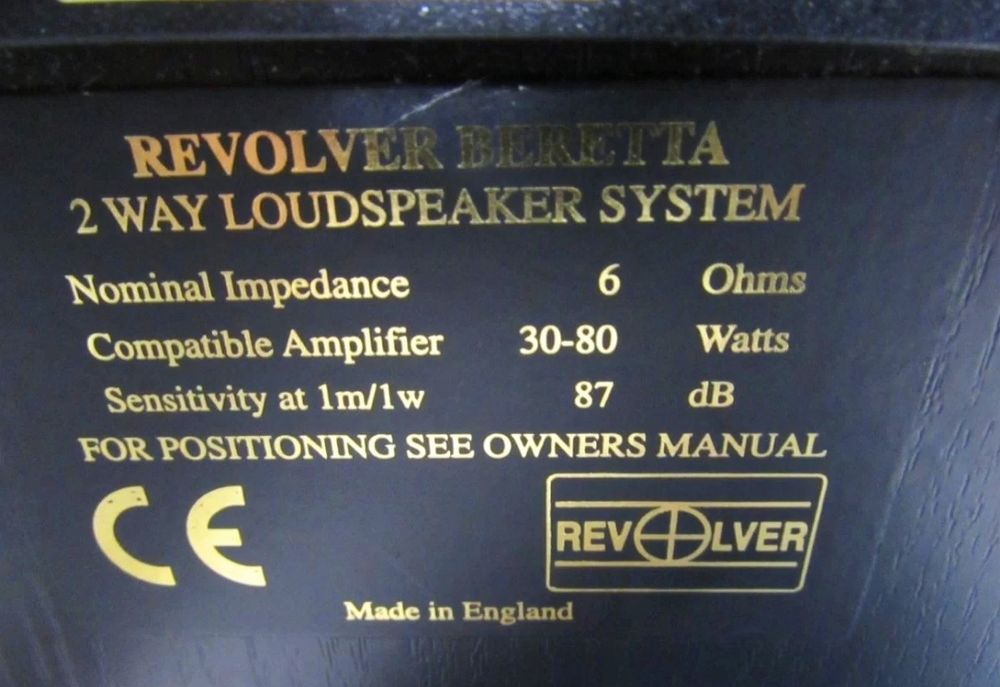 REVOLVER BERETTA
2 WAY LOUDSPEAKER SYSTEM
Nominal Impedance 6 Ohms
Compatible Amplifier 30-80 Watts
Sensitivity at 1m/1w 87 dB
FOR POSITIONING SEE OWNERS MANUAL
CE
REVOLVER
Made in England